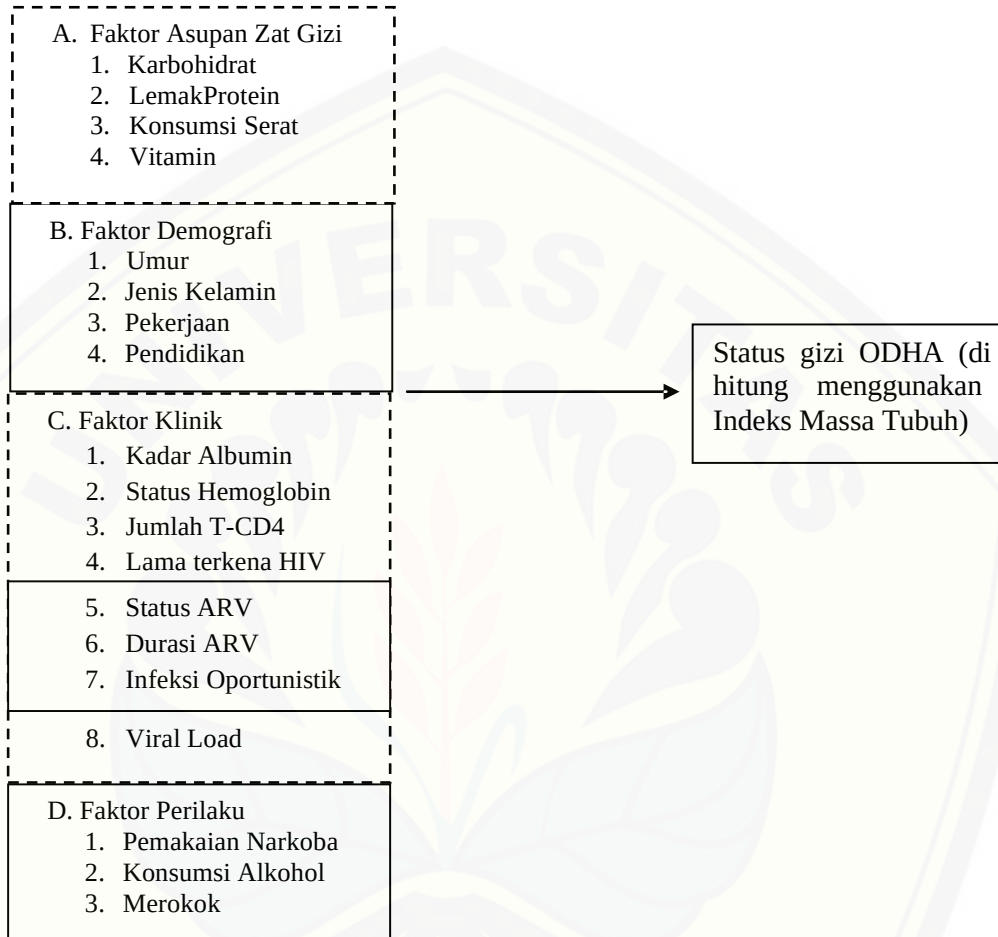 A. Faktor Asupan Zat Gizi
1. Karbohidrat
2. LemakProtein
3. Konsumsi Serat
4. Vitamin
B. Faktor Demografi
1. Umur
2. Jenis Kelamin
3. Pekerjaan
4. Pendidikan
C. Faktor Klinik
1. Kadar Albumin
2. Status Hemoglobin
3. Jumlah T-CD4
4. Lama terkena HIV
5. Status ARV
6. Durasi ARV
7. Infeksi Oportunistik
8. Viral Load
D. Faktor Perilaku
1. Pemakaian Narkoba
2. Konsumsi Alkohol
3. Merokok
Status gizi ODHA (di
hitung menggunakan
Indeks Massa Tubuh)
UNIVERSITAS